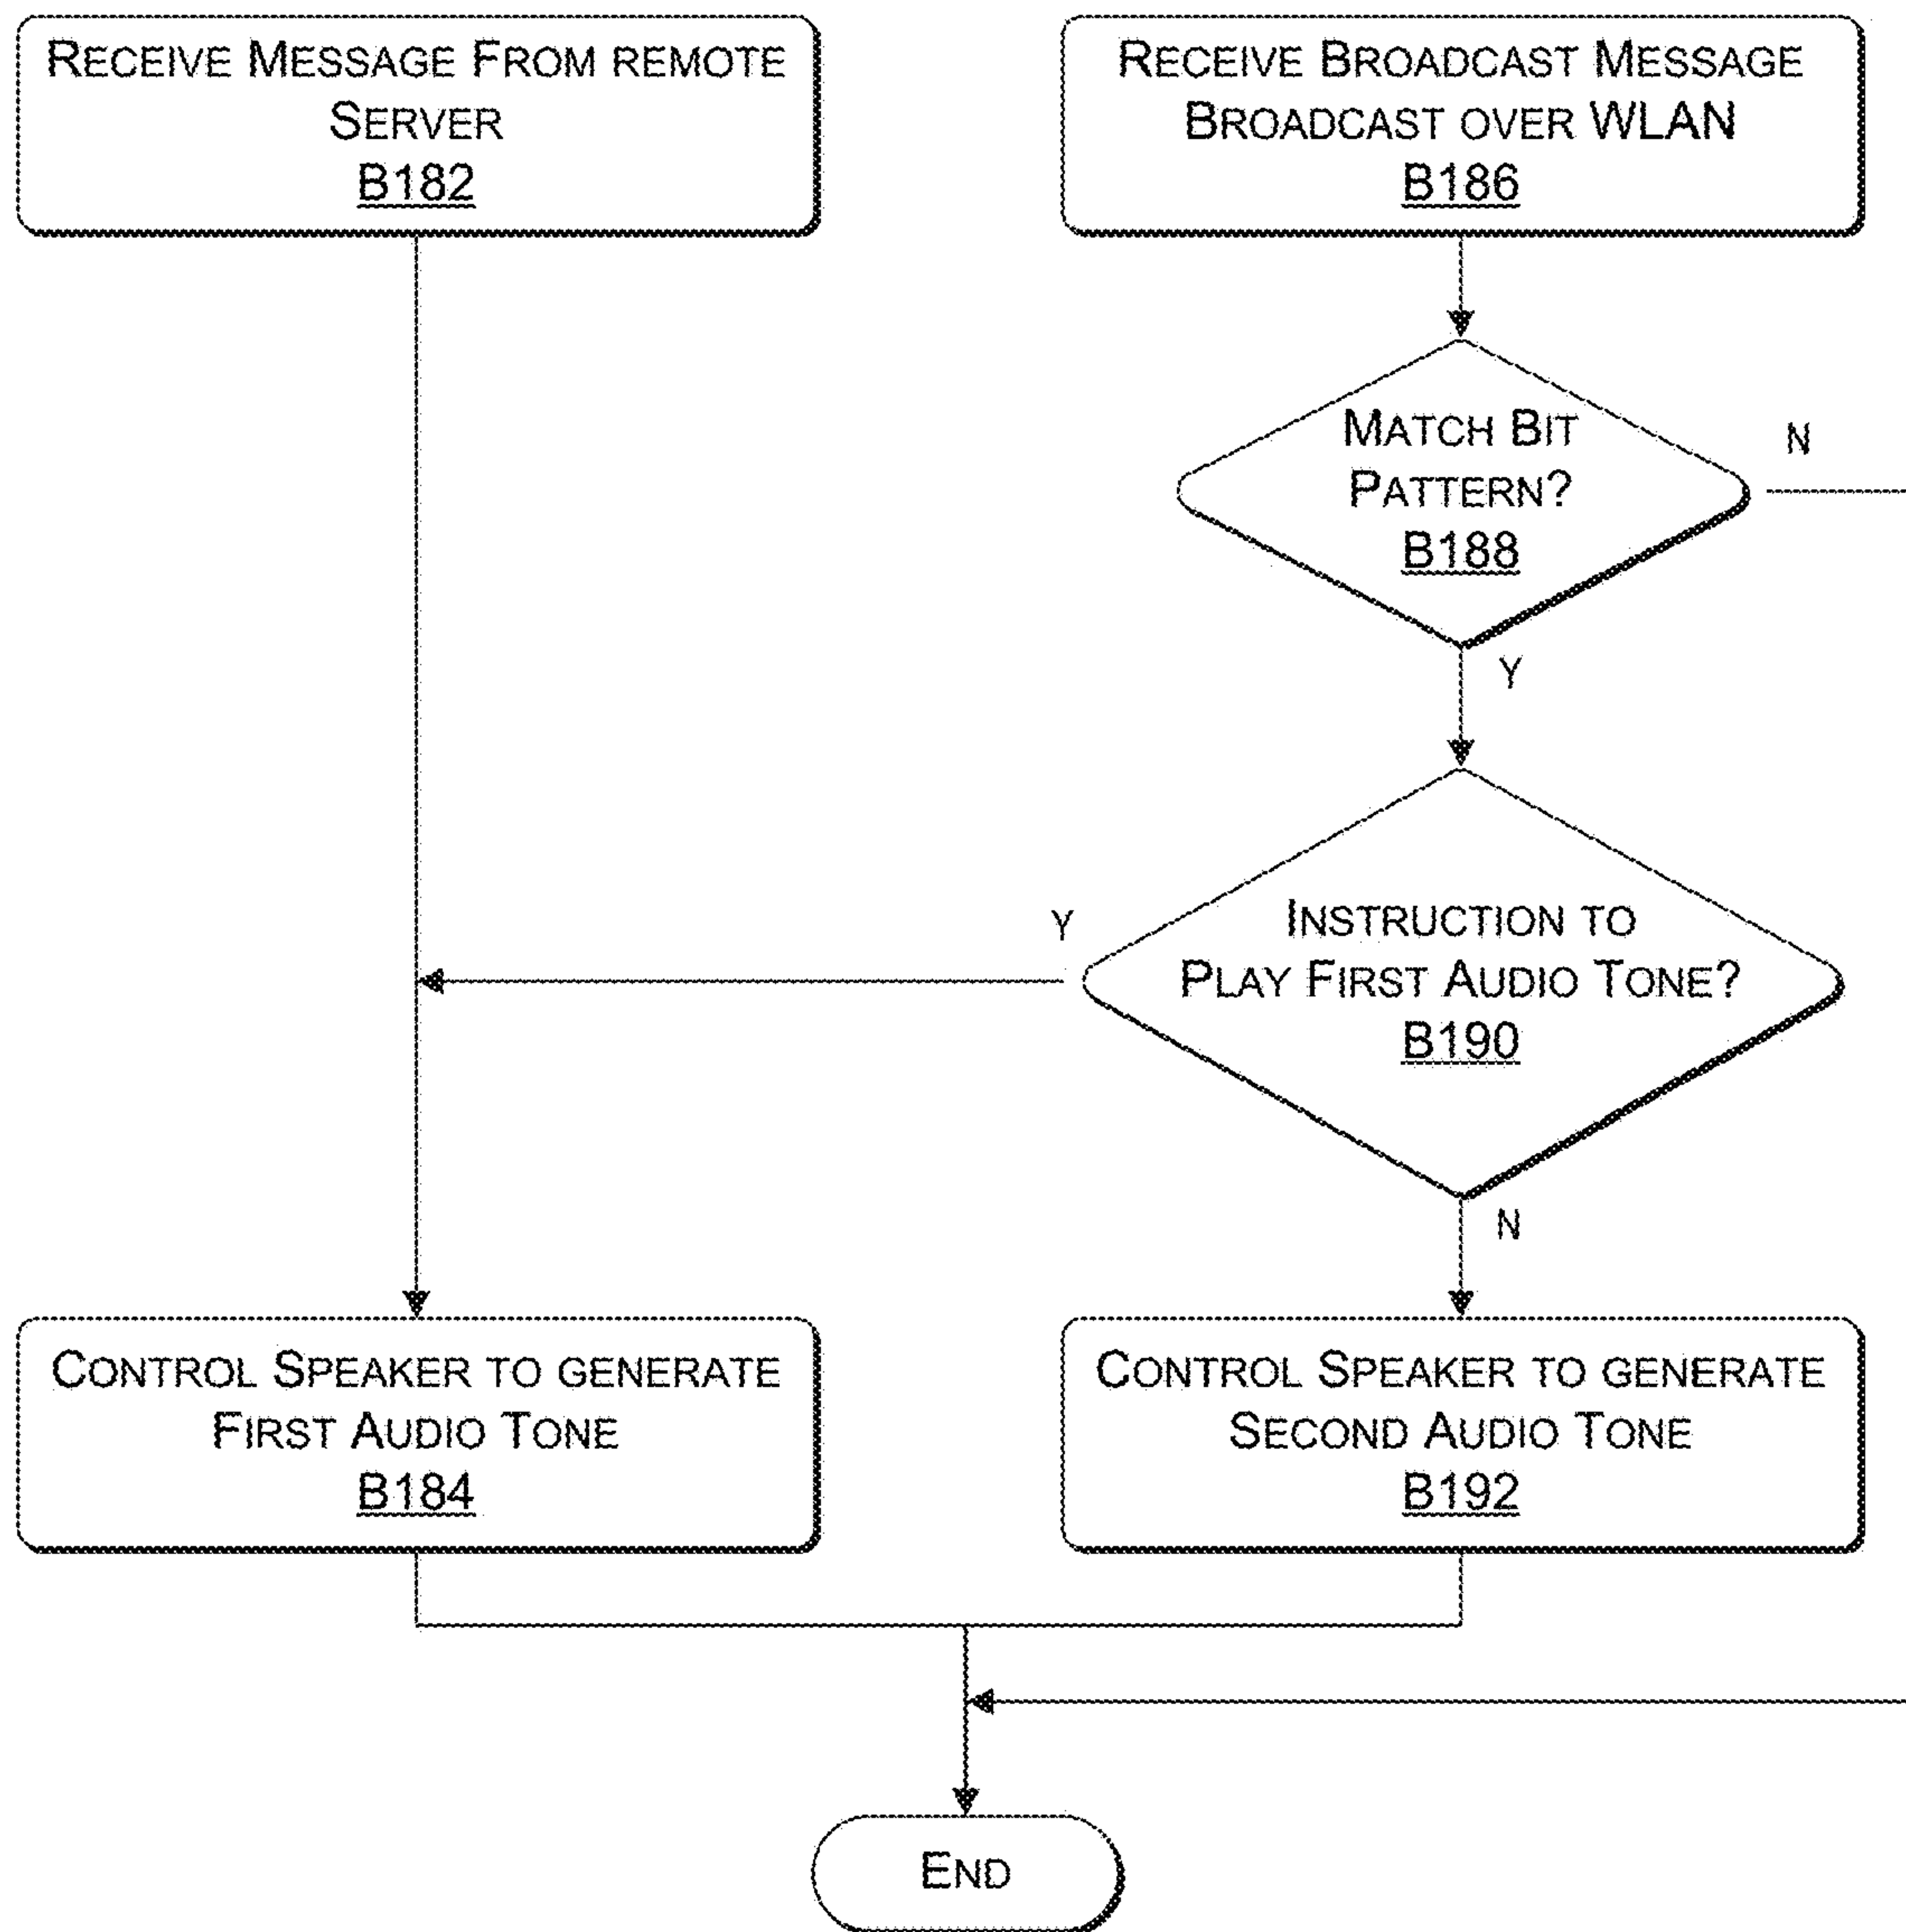 RECEIVE MESSAGE FROM REMOTE
SERVER
B182
RECEIVE BROADCAST MESSAGE
BROADCAST OVER WLAN
B186
MATCH BIT
PATTERN?
B188
N
Y
INSTRUCTION TO
PLAY FIRST AUDIO TONE?
B190
Y
N
CONTROL SPEAKER TO GENERATE
FIRST AUDIO TONE
B184
CONTROL SPEAKER TO GENERATE
SECOND AUDIO TONE
B192
END